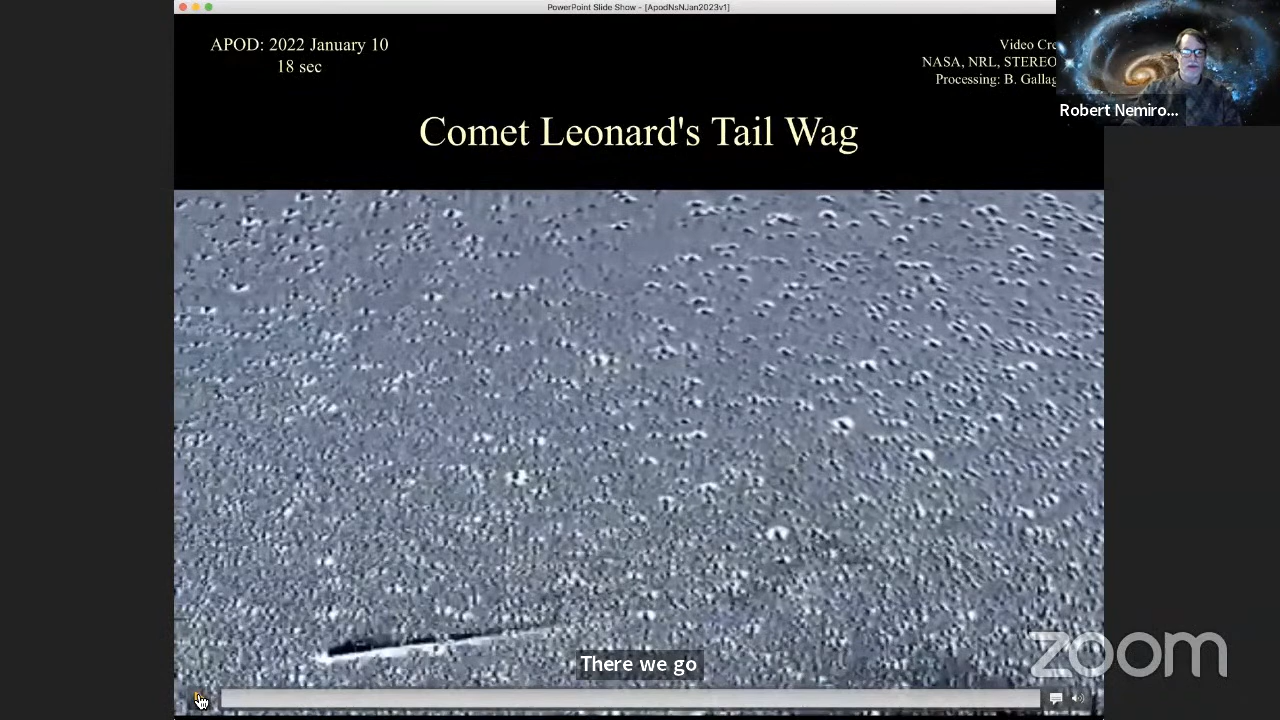 PowerPoint Slide Show - [ApodNsNJan2023v1]
APOD: 2022 January 10
18 sec
Video Cre
NASA, NRL, STEREO
Processing: B. Gallag
Robert Nemiro...
Comet Leonard's Tail Wag
There we go
zoom